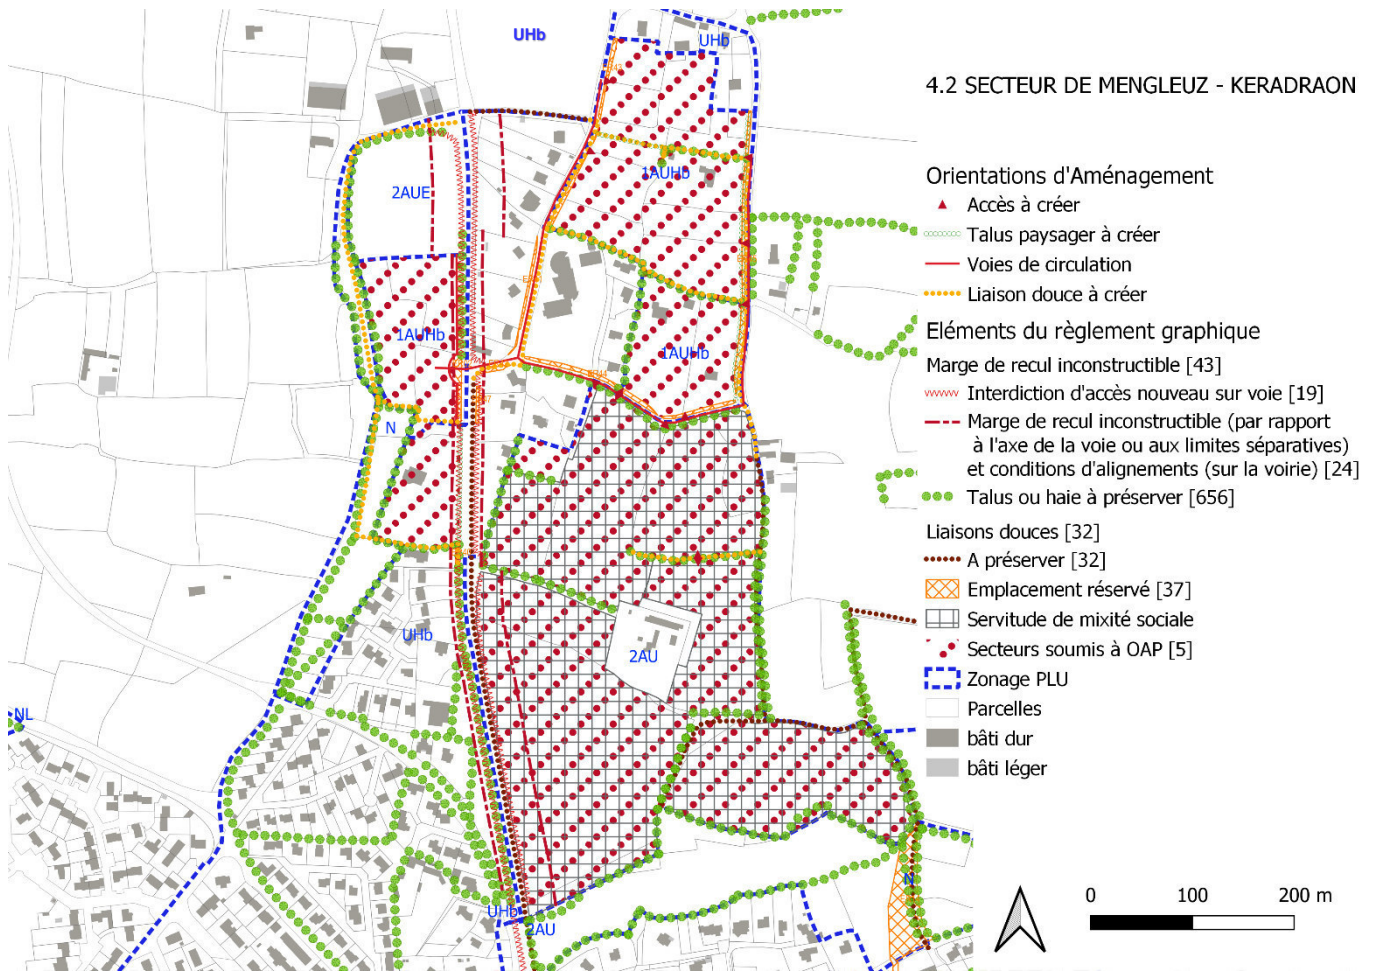 UHb
UHb
4.2 SECTEUR DE MENGLEUZ - KERADRAON
Orientations d'Aménagement
Accès à créer
Talus paysager à créer
Voies de circulation
Liaison douce à créer
Eléments du règlement graphique
Marge de recul inconstructible [43]
Interdiction d'accès nouveau sur voie [19]
Marge de recul inconstructible (par rapport
à l'axe de la voie ou aux limites séparatives)
et conditions d'alignements (sur la voirie) [24]
Talus ou haie à préserver [656]
Liaisons douces [32]
A préserver [32]
Emplacement réservé [37]
Servitude de mixité sociale
Secteurs soumis à OAP [5]
Zonage PLU
Parcelles
bâti dur
bâti léger
1AUHb
2AUE
1AUHb
1AUHb
N
UHb
2AU
NL
N
UHb
2AU
0 100 200 m